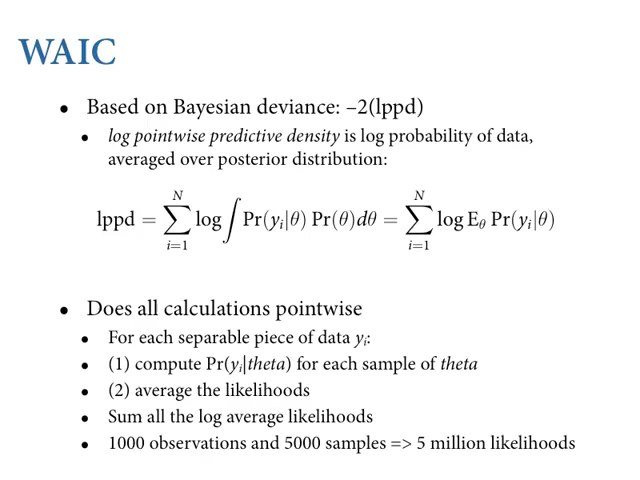 WAIC
• Based on Bayesian deviance: –2(lppd)
• log pointwise predictive density is log probability of data,
averaged over posterior distribution:
lppd = ∑_{i=1}^{N} log ∫ Pr(y_i|θ) Pr(θ)dθ = ∑_{i=1}^{N} log E_θ Pr(y_i|θ)
• Does all calculations pointwise
• For each separable piece of data y_i:
• (1) compute Pr(y_i|theta) for each sample of theta
• (2) average the likelihoods
• Sum all the log average likelihoods
• 1000 observations and 5000 samples => 5 million likelihoods